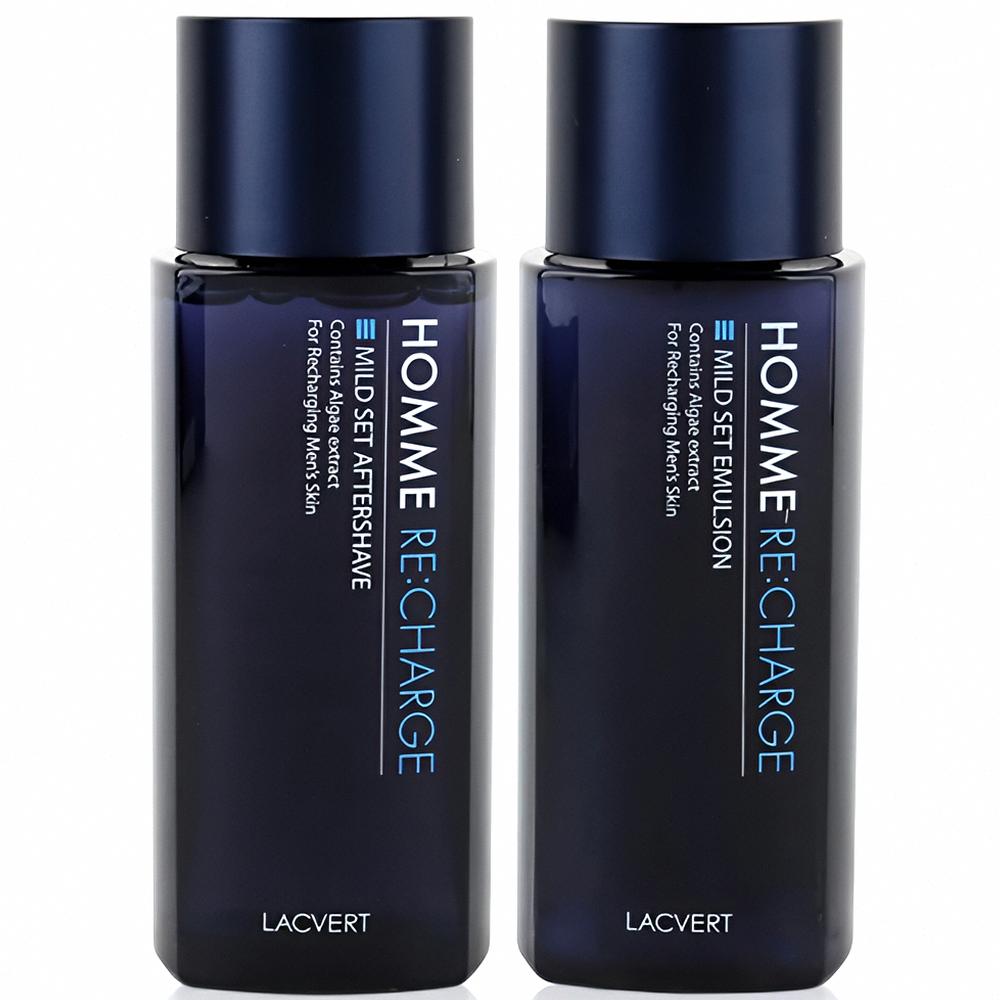 HOMME RE:CHARGE
MILD SET AFTERSHAVE
Contains Algae extract
For Recharging Men's Skin
LACVERT
HOMME RE:CHARGE
MILD SET EMULSION
Contains Algae extract
For Recharging Men's Skin
LACVERT